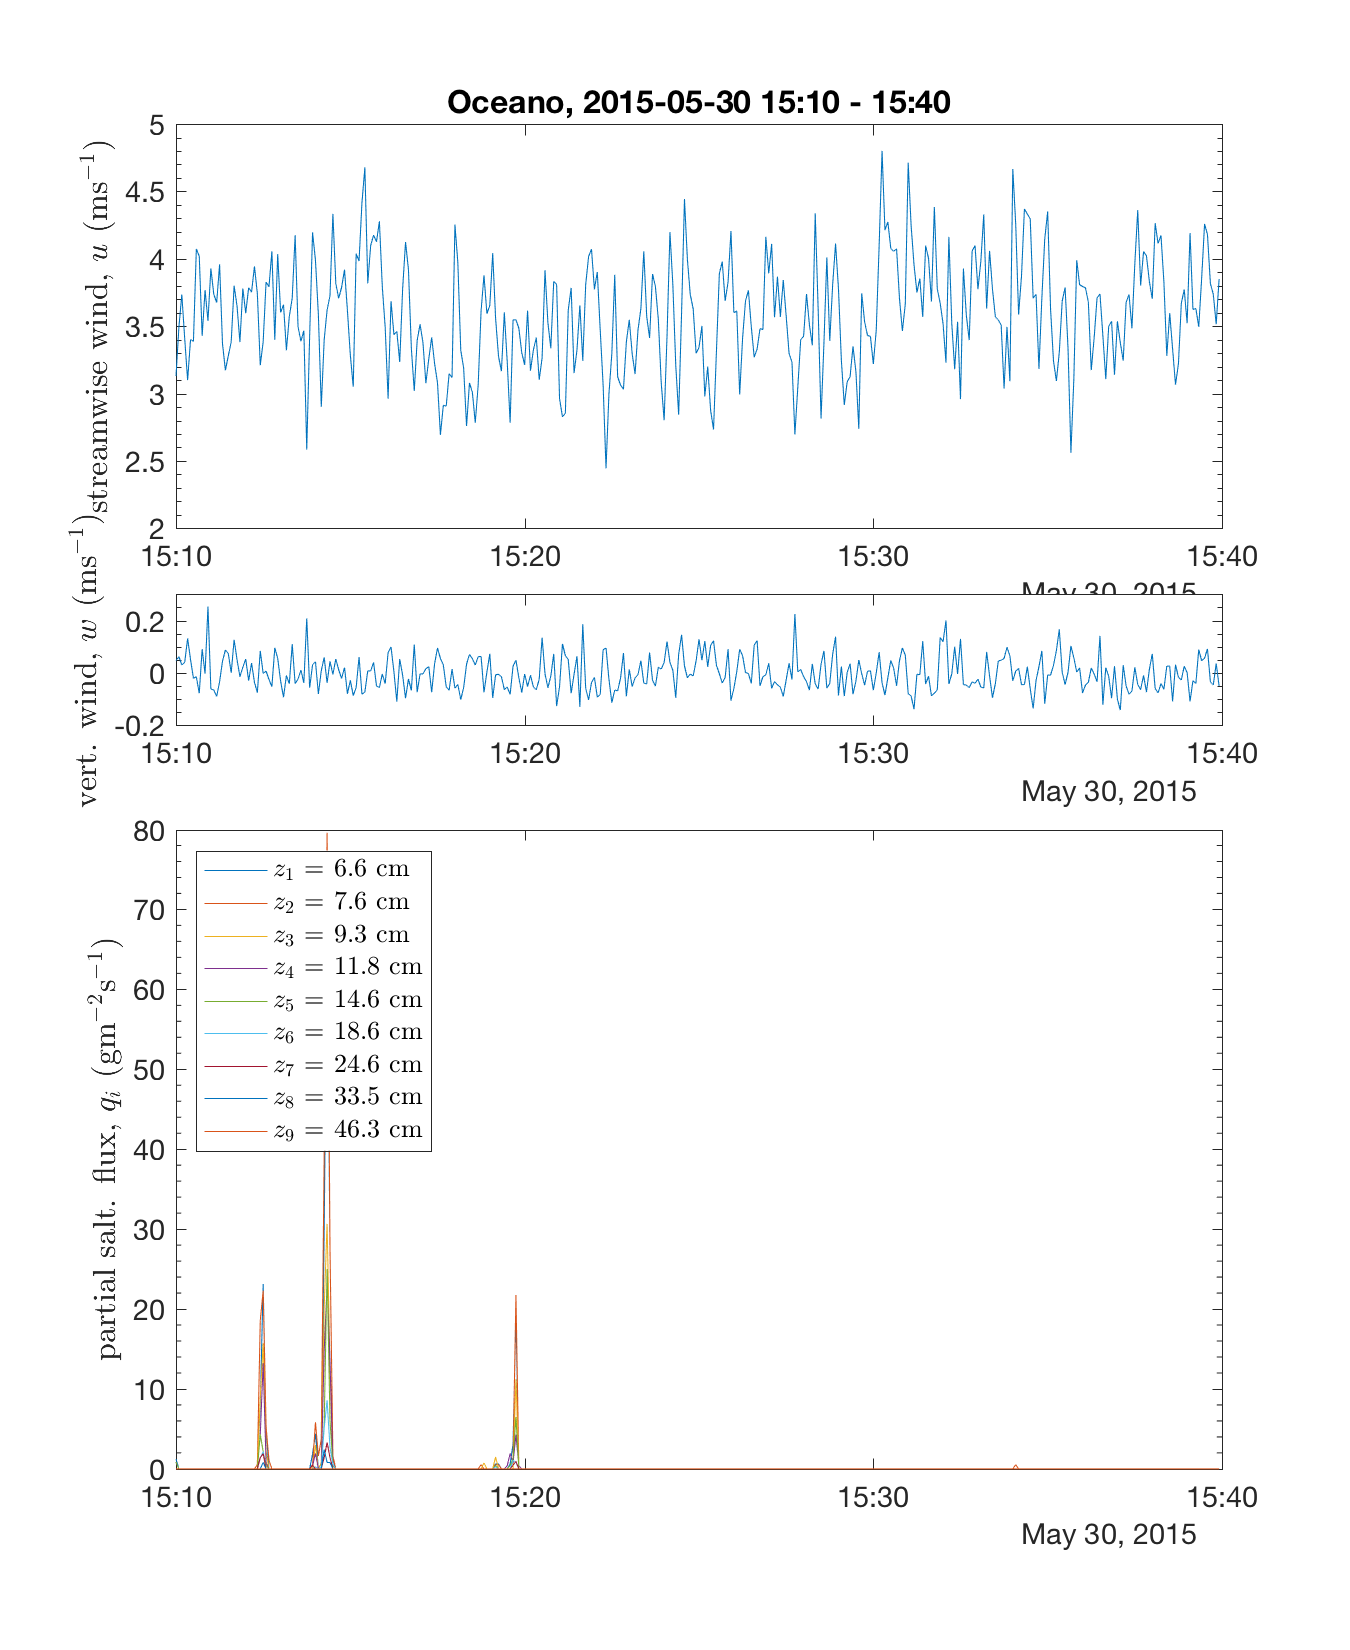 Oceano, 2015-05-30 15:10 - 15:40
streamwise wind, u (ms⁻¹)
5
4.5
4
3.5
3
2.5
2
15:10 15:20 15:30 15:40
May 30, 2015
vert. wind, w (ms⁻¹)
0.2
0
-0.2
15:10 15:20 15:30 15:40
May 30, 2015
partial salt. flux, qᵢ (gm⁻²s⁻¹)
80
70
60
50
40
30
20
10
0
z₁ = 6.6 cm
z₂ = 7.6 cm
z₃ = 9.3 cm
z₄ = 11.8 cm
z₅ = 14.6 cm
z₆ = 18.6 cm
z₇ = 24.6 cm
z₈ = 33.5 cm
z₉ = 46.3 cm
15:10 15:20 15:30 15:40
May 30, 2015